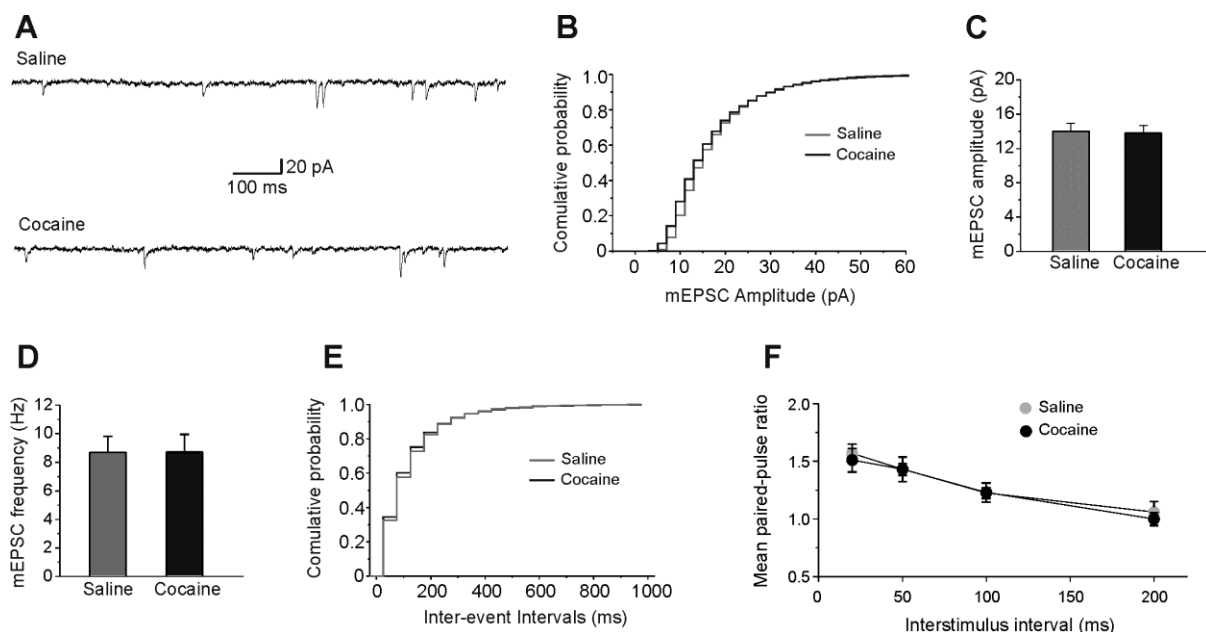 A
Saline
20 pA
100 ms
Cocaine
B
Comulative probability
1.0
0.8
0.6
0.4
0.2
0
Saline
Cocaine
0 10 20 30 40 50 60
mEPSC Amplitude (pA)
C
mEPSC amplitude (pA)
20
16
12
8
4
0
Saline Cocaine
D
mEPSC frequency (Hz)
12
10
8
6
4
2
0
Saline Cocaine
E
Comulative probability
1.0
0.8
0.6
0.4
0.2
0
Saline
Cocaine
0 200 400 600 800 1000
Inter-event Intervals (ms)
F
Mean paired-pulse ratio
2.0
1.5
1.0
0.5
Saline
Cocaine
0 50 100 150 200
Interstimulus interval (ms)